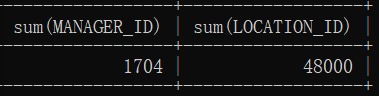 sum(MANAGER_ID) | sum(LOCATION_ID) |
1704 | 48000 |